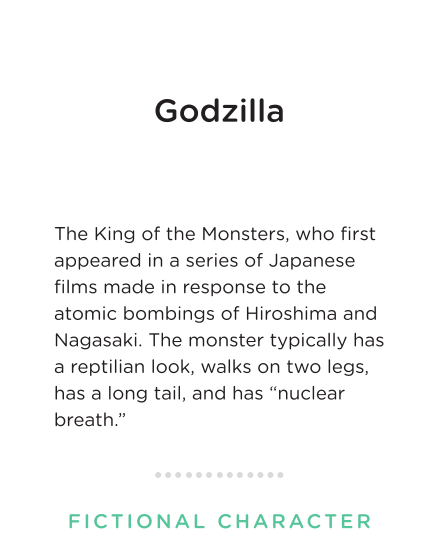 Godzilla
The King of the Monsters, who first
appeared in a series of Japanese
films made in response to the
atomic bombings of Hiroshima and
Nagasaki. The monster typically has
a reptilian look, walks on two legs,
has a long tail, and has “nuclear
breath.”
FICTIONAL CHARACTER